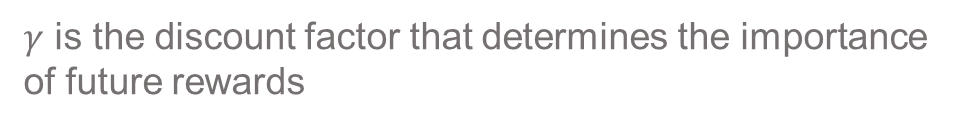 γ is the discount factor that determines the importance
of future rewards